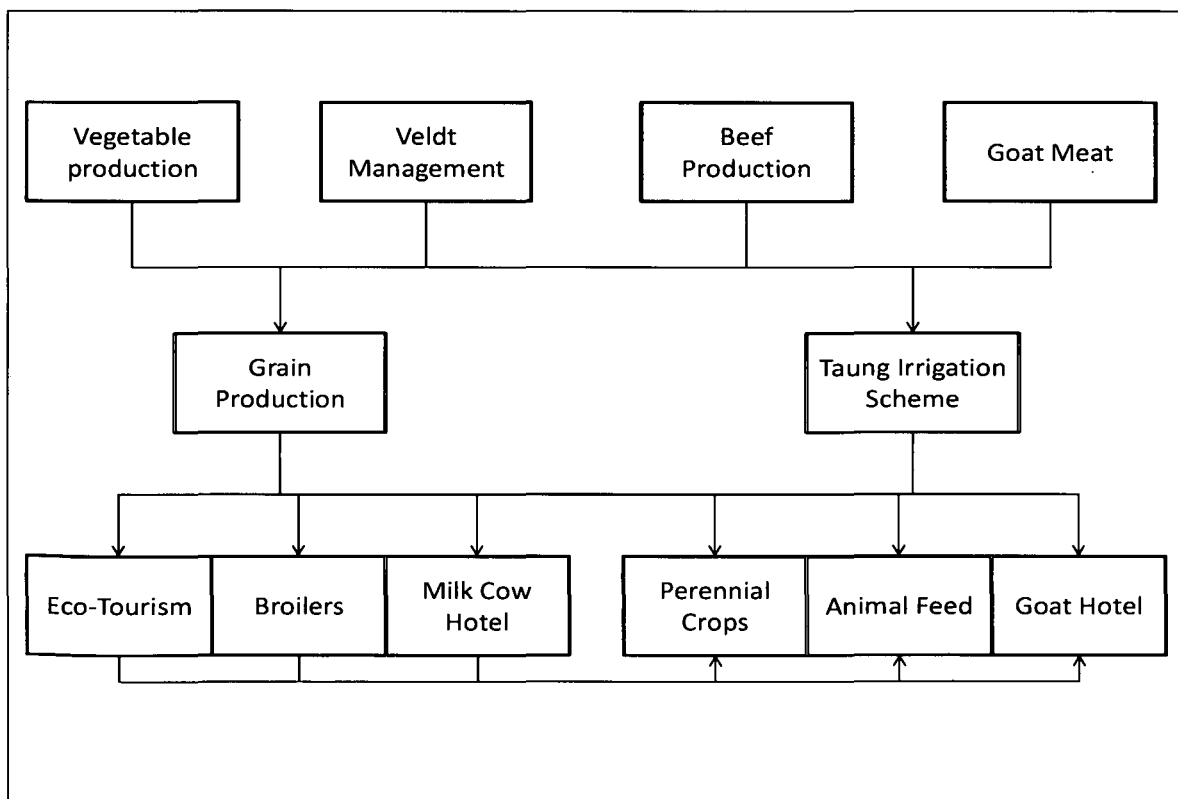 Vegetable
production
Veldt
Management
Beef
Production
Goat Meat
Grain
Production
Taung Irrigation
Scheme
Eco-Tourism
Broilers
Milk Cow
Hotel
Perennial
Crops
Animal Feed
Goat Hotel